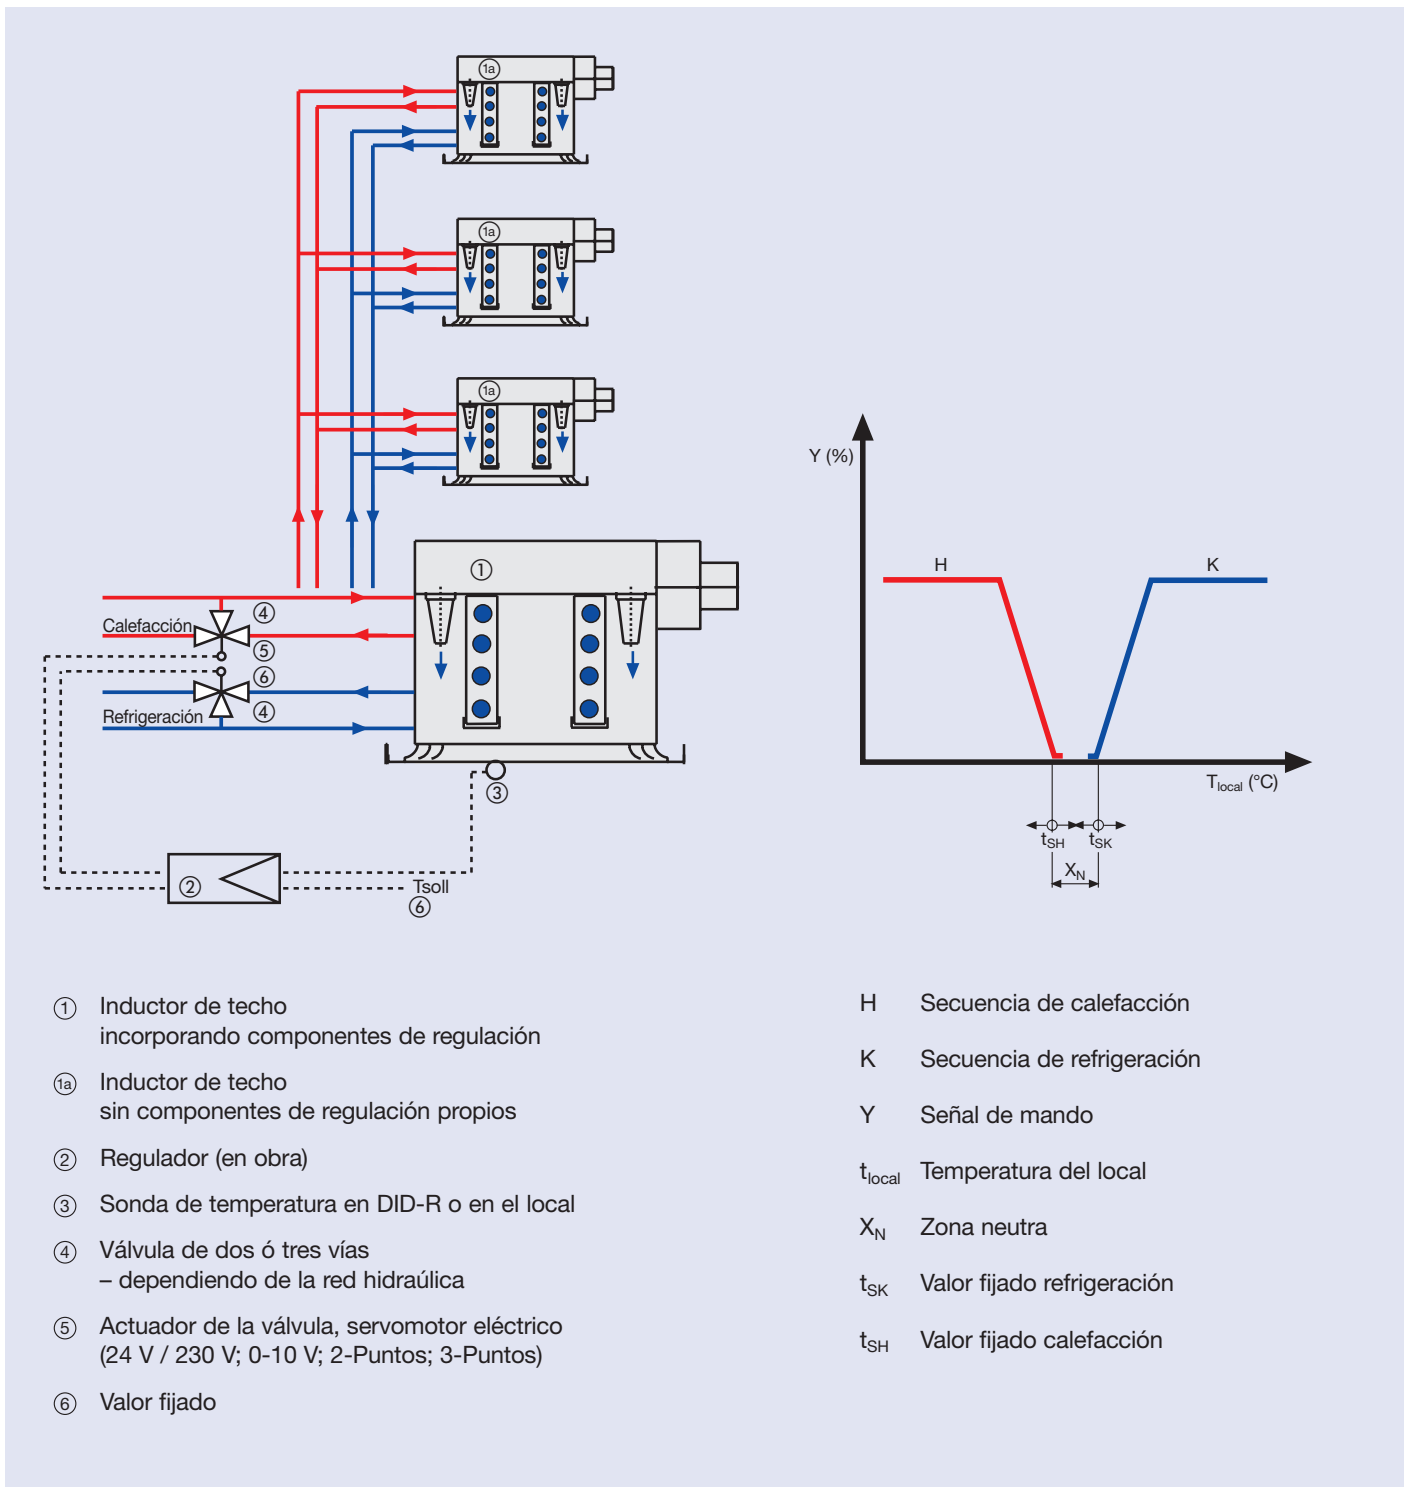 1a
1a
1a
1
Calefacción
4
5
6
Refrigeración
4
3
2
Tsoll
6
Y (%)
H
K
Tlocal (°C)
tSH
tSK
XN
1 Inductor de techo
incorporando componentes de regulación
1a Inductor de techo
sin componentes de regulación propios
2 Regulador (en obra)
3 Sonda de temperatura en DID-R o en el local
4 Válvula de dos ó tres vías
– dependiendo de la red hidraúlica
5 Actuador de la válvula, servomotor eléctrico
(24 V / 230 V; 0-10 V; 2-Puntos; 3-Puntos)
6 Valor fijado
H Secuencia de calefacción
K Secuencia de refrigeración
Y Señal de mando
tlocal Temperatura del local
XN Zona neutra
tSK Valor fijado refrigeración
tSH Valor fijado calefacción